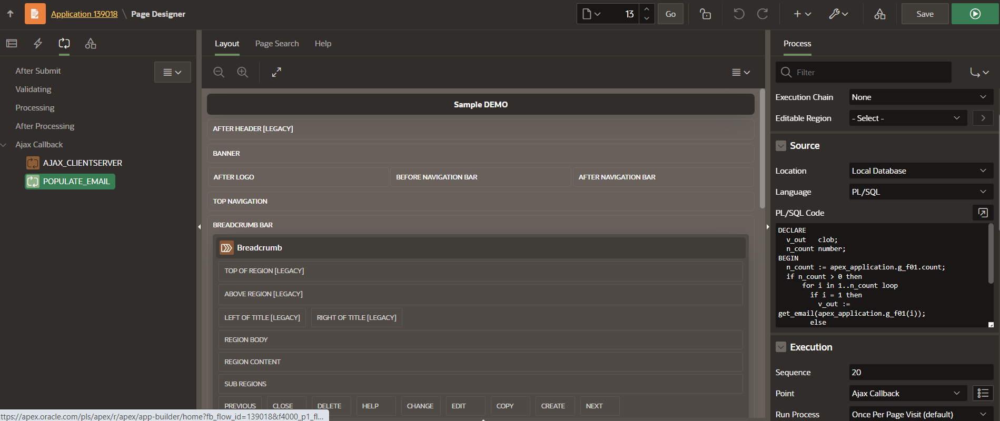 Application 139018 \ Page Designer
13
Go
Save
Layout
Page Search
Help
Process
After Submit
Validating
Processing
After Processing
Ajax Callback
AJAX_CLIENTSERVER
POPULATE_EMAIL
Sample DEMO
AFTER HEADER [LEGACY]
BANNER
AFTER LOGO
BEFORE NAVIGATION BAR
AFTER NAVIGATION BAR
TOP NAVIGATION
BREADCRUMB BAR
Breadcrumb
TOP OF REGION [LEGACY]
ABOVE REGION [LEGACY]
LEFT OF TITLE [LEGACY]
RIGHT OF TITLE [LEGACY]
REGION BODY
REGION CONTENT
SUB REGIONS
PREVIOUS
CLOSE
DELETE
HELP
CHANGE
EDIT
COPY
CREATE
NEXT
ttps://apex.oracle.com/pls/apex/r/apex/app-builder/home?fb_flow_id=139018&f4000_p1_fl...
Filter
Execution Chain
None
Editable Region
- Select -
Source
Location
Local Database
Language
PL/SQL
PL/SQL Code
DECLARE
v_out clob;
n_count number;
BEGIN
n_count := apex_application.g_f01.count;
if n_count > 0 then
for i in 1..n_count loop
if i = 1 then
v_out :=
get_email(apex_application.g_f01(i));
else
Execution
Sequence
20
Point
Ajax Callback
Run Process
Once Per Page Visit (default)